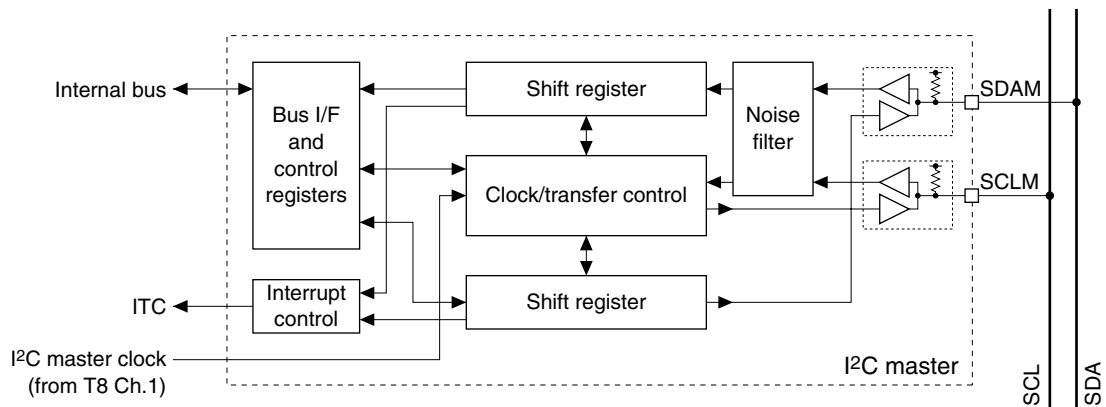 Internal bus
Bus I/F
and
control
registers
Shift register
Noise
filter
SDAM
Clock/transfer control
SCLM
Shift register
Interrupt
control
ITC
I2C master clock
(from T8 Ch.1)
I2C master
SCL
SDA